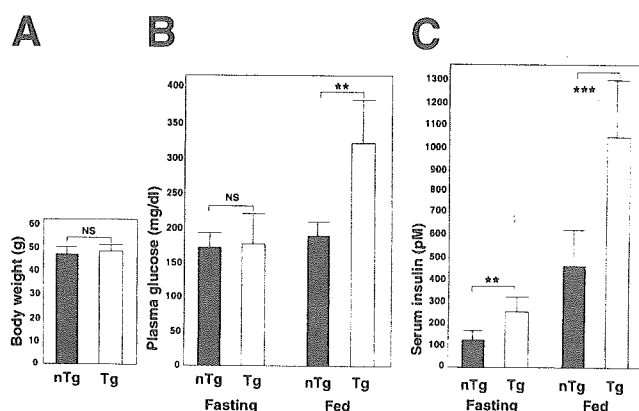 A
Body weight (g)
60
50
40
30
20
10
0
NS
nTg Tg
B
Plasma glucose (mg/dl)
400
350
300
250
200
150
100
50
0
NS
**
nTg Tg nTg Tg
Fasting Fed
C
Serum insulin (pM)
1300
1200
1100
1000
900
800
700
600
500
400
300
200
100
0
**
***
nTg Tg nTg Tg
Fasting Fed